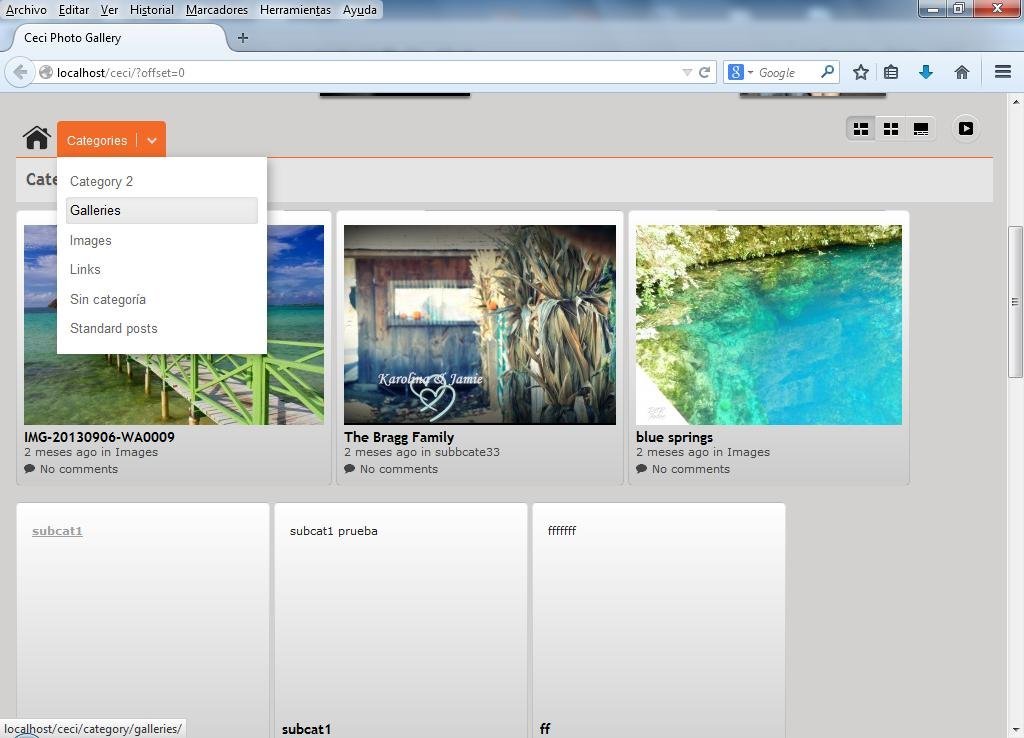 Archivo Editar Ver Historial Marcadores Herramientas Ayuda
Ceci Photo Gallery
localhost/ceci/?offset=0
Google
Categories
Cate
Category 2
Galleries
Images
Links
Sin categoría
Standard posts
Karolina & Jamie
IMG-20130906-WA0009
2 meses ago in Images
No comments
The Bragg Family
2 meses ago in subbcate33
No comments
blue springs
2 meses ago in Images
No comments
subcat1
subcat1 prueba
fffffff
subcat1
ff
localhost/ceci/category/galleries/